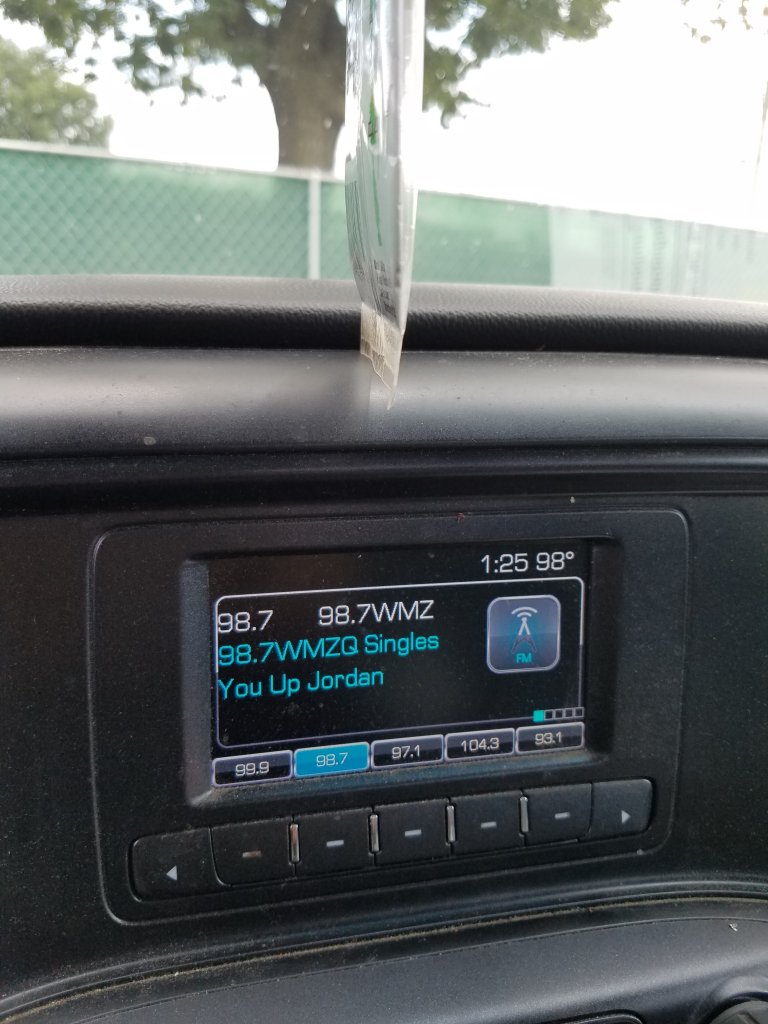 1:25 98°
98.7 98.7WMZ
98.7WMZQ Singles
You Up Jordan
FM
99.9 98.7 97.1 104.3 93.1